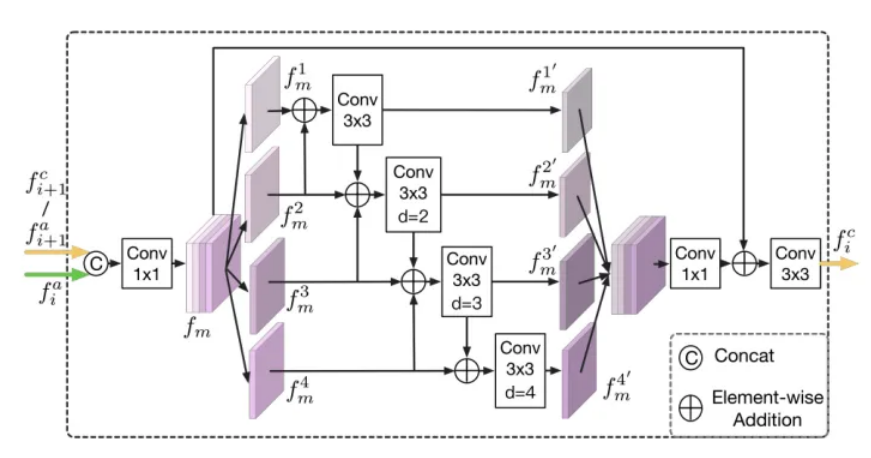 f_{i+1}^c
/
f_{i+1}^a
f_i^a
C
Conv
1x1
f_m
f_m^1
f_m^2
f_m^3
f_m^4
Conv
3x3
Conv
3x3
d=2
Conv
3x3
d=3
Conv
3x3
d=4
f_m^{1'}
f_m^{2'}
f_m^{3'}
f_m^{4'}
Conv
1x1
Conv
3x3
f_i^c
C Concat
Element-wise
Addition